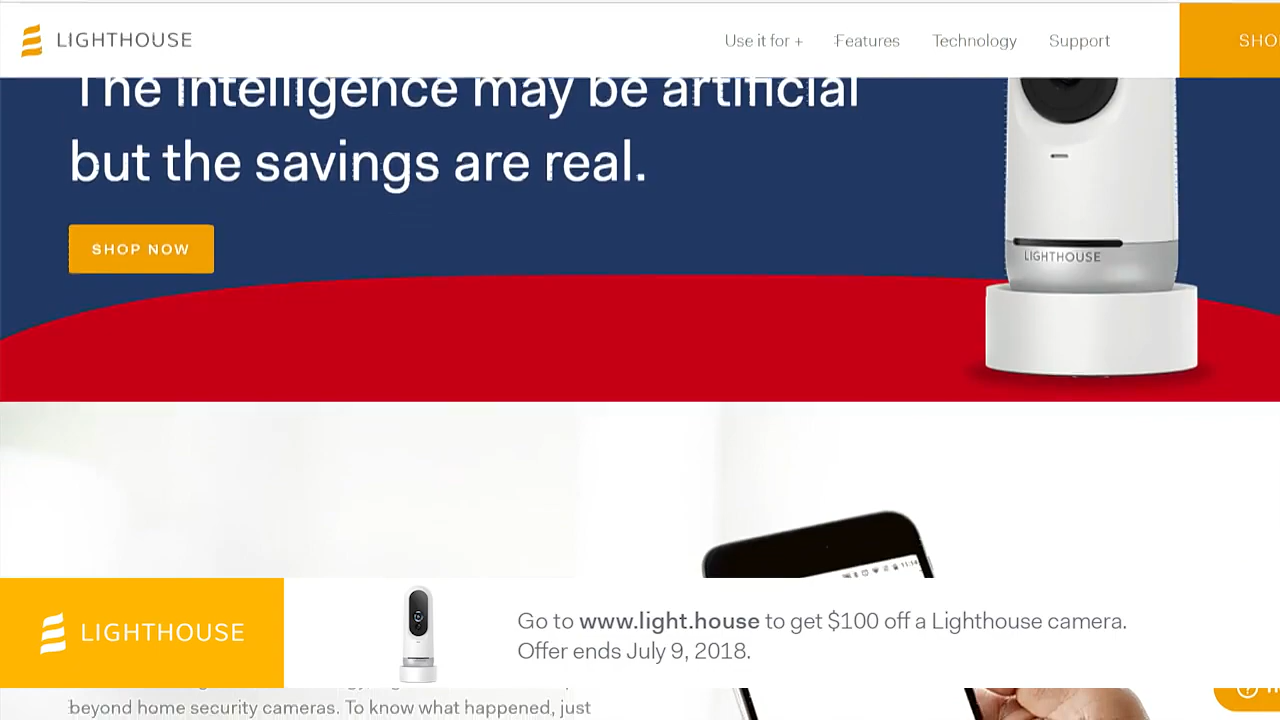 LIGHTHOUSE
Use it for +
Features
Technology
Support
The intelligence may be artificial
but the savings are real.
SHOP NOW
LIGHTHOUSE
11:14
LIGHTHOUSE
Go to www.light.house to get $100 off a Lighthouse camera.
Offer ends July 9, 2018.
beyond home security cameras. To know what happened, just